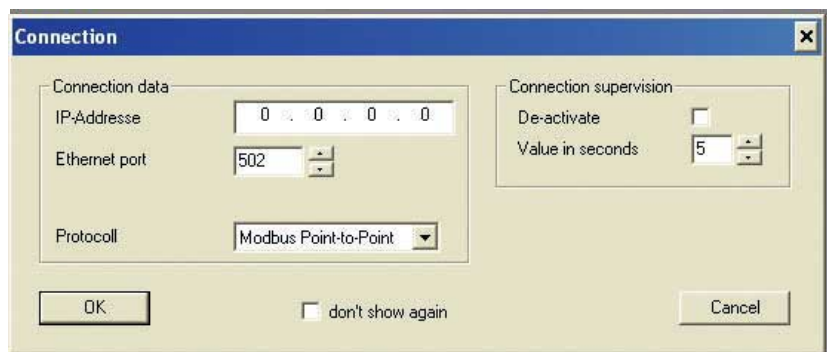 Connection
Connection data
IP-Addresse
0 . 0 . 0 . 0
Ethernet port
502
Protocoll
Modbus Point-to-Point
Connection supervision
De-activate
Value in seconds
5
OK
don't show again
Cancel